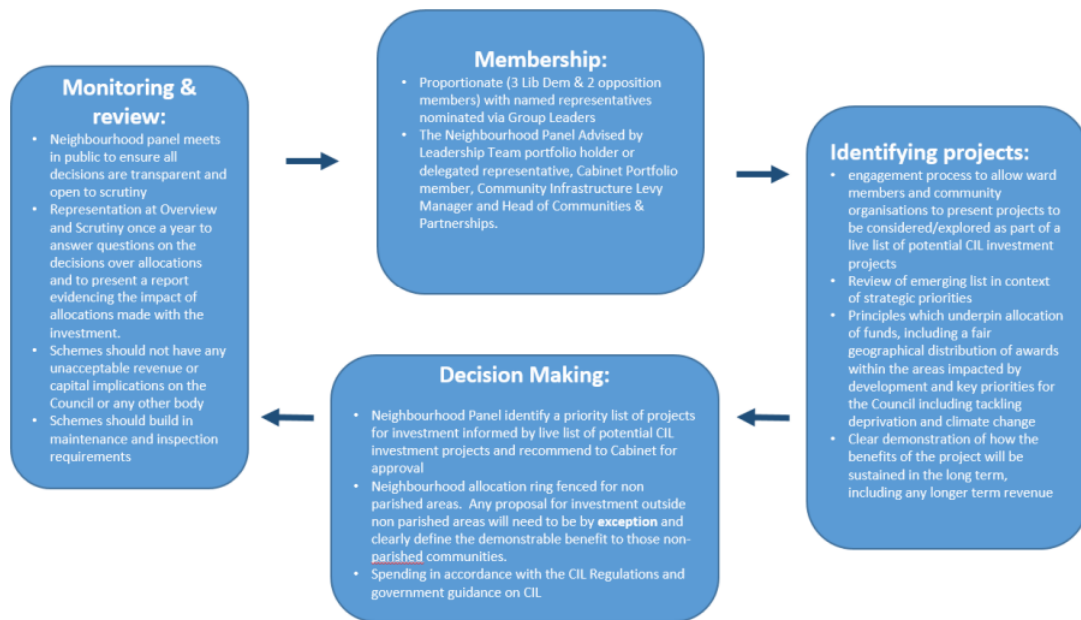 Monitoring &
review:
• Neighbourhood panel meets
in public to ensure all
decisions are transparent and
open to scrutiny
• Representation at Overview
and Scrutiny once a year to
answer questions on the
decisions over allocations
and to present a report
evidencing the impact of
allocations made with the
investment.
• Schemes should not have any
unacceptable revenue or
capital implications on the
Council or any other body
• Schemes should build in
maintenance and inspection
requirements
Membership:
• Proportionate (3 Lib Dem & 2 opposition
members) with named representatives
nominated via Group Leaders
• The Neighbourhood Panel Advised by
Leadership Team portfolio holder or
delegated representative, Cabinet Portfolio
member, Community Infrastructure Levy
Manager and Head of Communities &
Partnerships.
Identifying projects:
• engagement process to allow ward
members and community
organisations to present projects to
be considered/explored as part of a
live list of potential CIL investment
projects
• Review of emerging list in context
of strategic priorities
• Principles which underpin allocation
of funds, including a fair
geographical distribution of awards
within the areas impacted by
development and key priorities for
the Council including tackling
deprivation and climate change
• Clear demonstration of how the
benefits of the project will be
sustained in the long term,
including any longer term revenue
Decision Making:
• Neighbourhood Panel identify a priority list of projects
for investment informed by live list of potential CIL
investment projects and recommend to Cabinet for
approval
• Neighbourhood allocation ring fenced for non
parished areas. Any proposal for investment outside
non parished areas will need to be by exception and
clearly define the demonstrable benefit to those non-
parished communities.
• Spending in accordance with the CIL Regulations and
government guidance on CIL